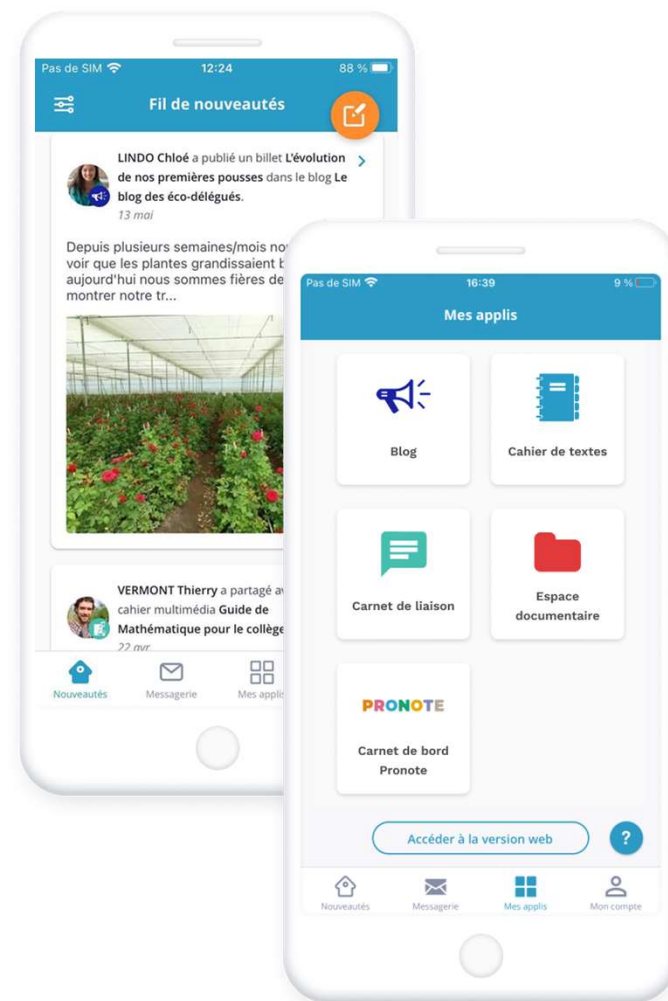 Pas de SIM 12:24 88 %
Fil de nouveautés
LINDO Chloé a publié un billet L'évolution
de nos premières pousses dans le blog Le
blog des éco-délégués.
13 mai
Depuis plusieurs semaines/mois
voir que les plantes grandissaient
aujourd'hui nous sommes fières de
montrer notre tr...
VERMONT Thierry a partagé
cahier multimédia Guide de
Mathématique pour le collège
22 avr.
Nouveautés Messagerie Mes applis
Pas de SIM 16:39 9 %
Mes applis
Blog
Cahier de textes
Carnet de liaison
Espace
documentaire
PRONOTE
Carnet de bord
Pronote
Accéder à la version web
?
Nouveautés Messagerie Mes applis Mon compte